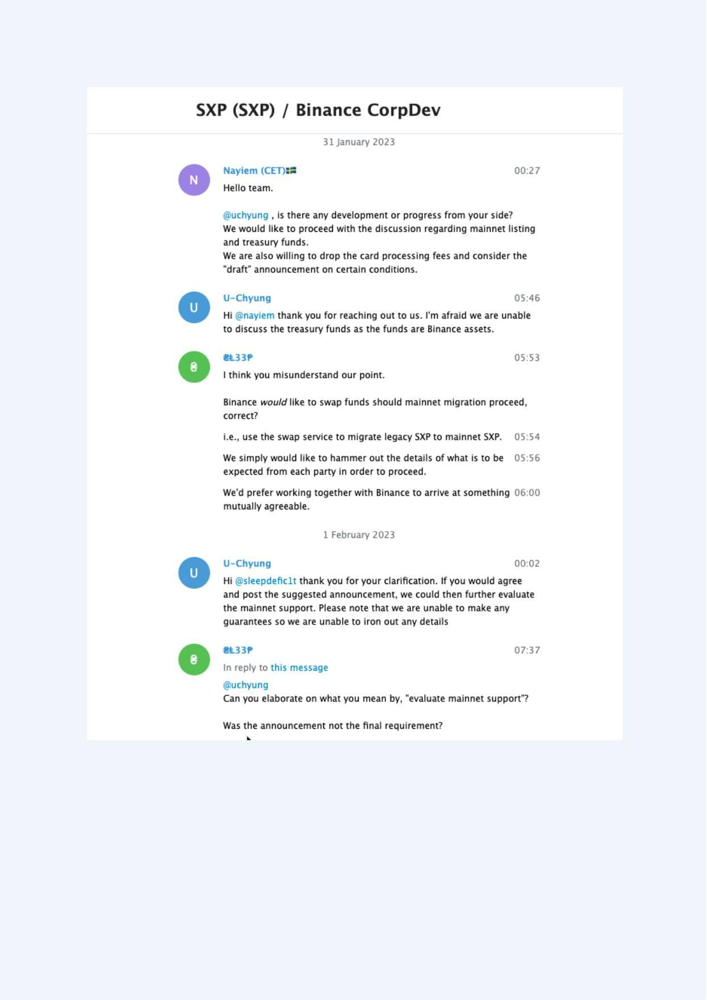 SXP (SXP) / Binance CorpDev
31 January 2023
N
Nayiem (CET)🇸🇪 00:27
Hello team.
@uchyung , is there any development or progress from your side?
We would like to proceed with the discussion regarding mainnet listing
and treasury funds.
We are also willing to drop the card processing fees and consider the
"draft" announcement on certain conditions.
U
U-Chyung 05:46
Hi @nayiem thank you for reaching out to us. I'm afraid we are unable
to discuss the treasury funds as the funds are Binance assets.
₴
₴Ⱡ33₱ 05:53
I think you misunderstand our point.
Binance would like to swap funds should mainnet migration proceed,
correct?
i.e., use the swap service to migrate legacy SXP to mainnet SXP. 05:54
We simply would like to hammer out the details of what is to be 05:56
expected from each party in order to proceed.
We'd prefer working together with Binance to arrive at something 06:00
mutually agreeable.
1 February 2023
U
U-Chyung 00:02
Hi @sleepdefic1t thank you for your clarification. If you would agree
and post the suggested announcement, we could then further evaluate
the mainnet support. Please note that we are unable to make any
guarantees so we are unable to iron out any details
₴
₴Ⱡ33₱ 07:37
In reply to this message
@uchyung
Can you elaborate on what you mean by, "evaluate mainnet support"?
Was the announcement not the final requirement?